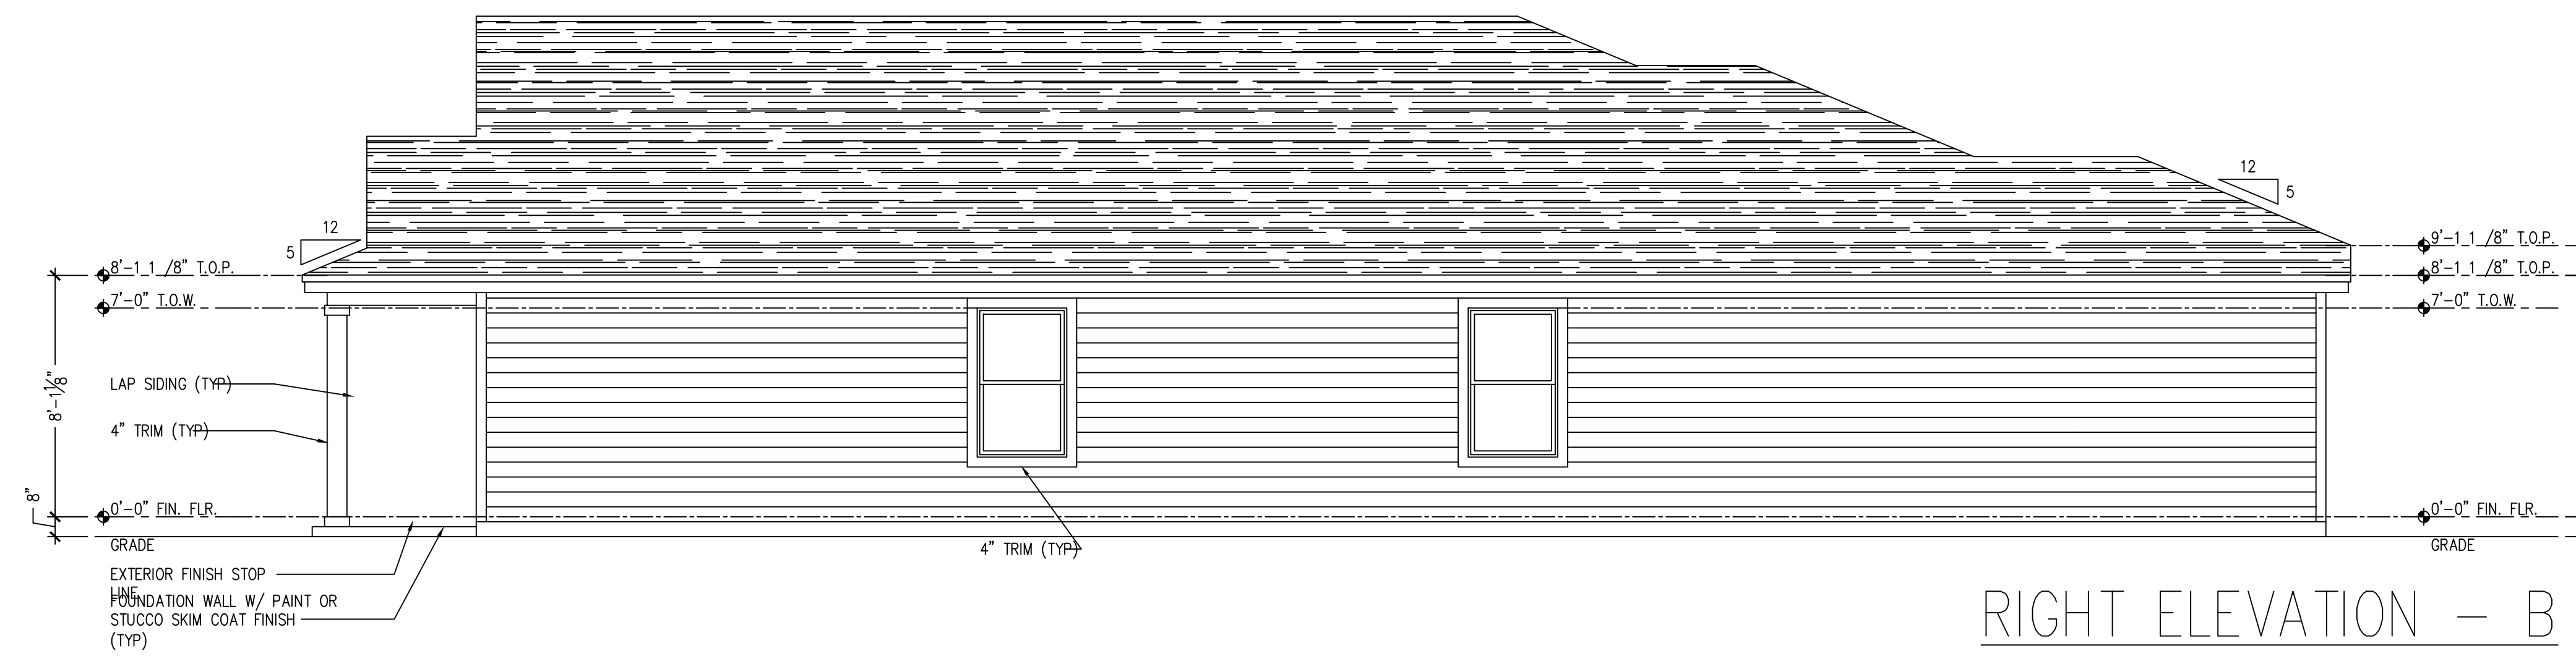 12
5
12
5
8'-1 1 /8" T.O.P.
7'-0" T.O.W.
9'-1 1 /8" T.O.P.
8'-1 1 /8" T.O.P.
7'-0" T.O.W.
8'-1 1/8"
LAP SIDING (TYP)
4" TRIM (TYP)
8"
0'-0" FIN. FLR.
GRADE
0'-0" FIN. FLR.
GRADE
4" TRIM (TYP)
EXTERIOR FINISH STOP
LINE
FOUNDATION WALL W/ PAINT OR
STUCCO SKIM COAT FINISH
(TYP)
RIGHT ELEVATION - B